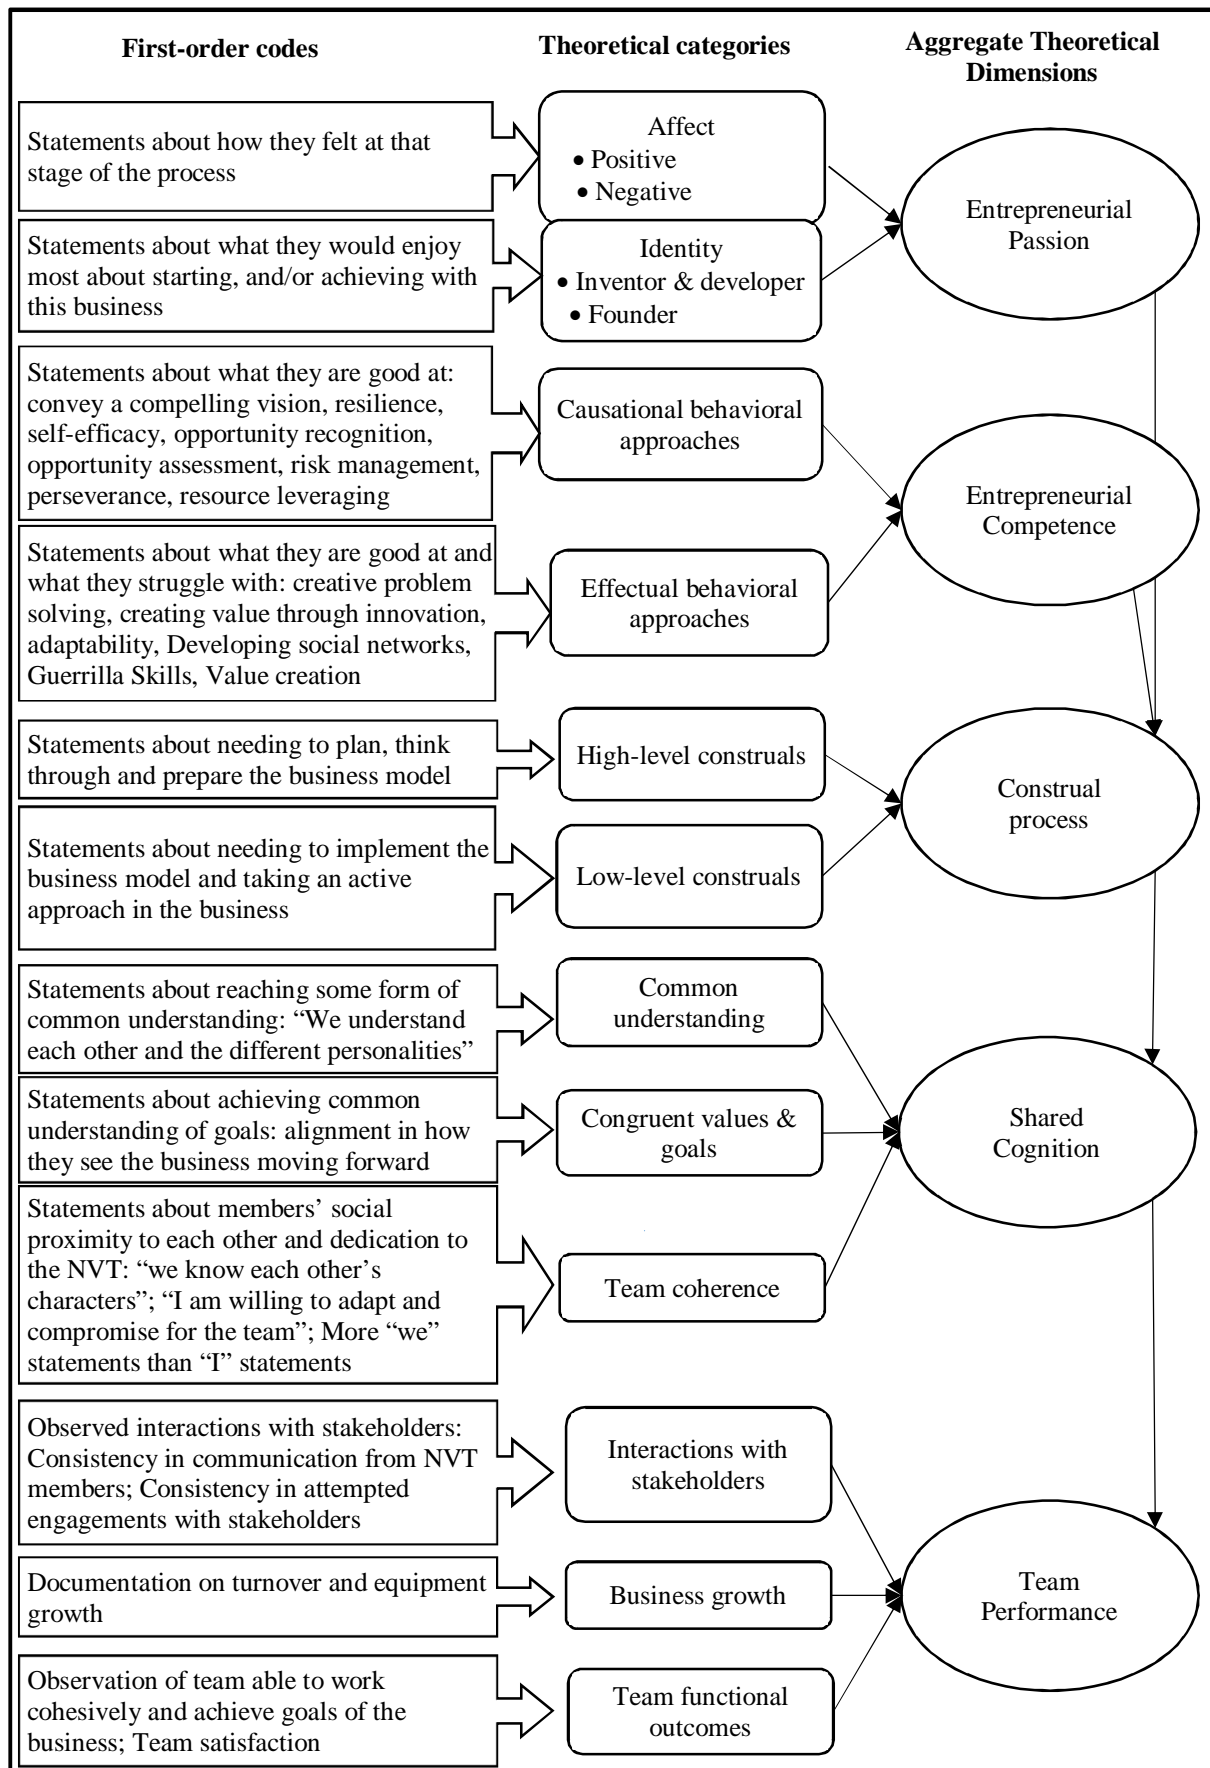 First-order codes
Theoretical categories
Aggregate Theoretical
Dimensions
Statements about how they felt at that
stage of the process
Affect
• Positive
• Negative
Entrepreneurial
Passion
Statements about what they would enjoy
most about starting, and/or achieving with
this business
Identity
• Inventor & developer
• Founder
Statements about what they are good at:
convey a compelling vision, resilience,
self-efficacy, opportunity recognition,
opportunity assessment, risk management,
perseverance, resource leveraging
Causational behavioral
approaches
Entrepreneurial
Competence
Statements about what they are good at and
what they struggle with: creative problem
solving, creating value through innovation,
adaptability, Developing social networks,
Guerrilla Skills, Value creation
Effectual behavioral
approaches
Statements about needing to plan, think
through and prepare the business model
High-level construals
Construal
process
Statements about needing to implement the
business model and taking an active
approach in the business
Low-level construals
Statements about reaching some form of
common understanding: “We understand
each other and the different personalities”
Common
understanding
Statements about achieving common
understanding of goals: alignment in how
they see the business moving forward
Congruent values &
goals
Shared
Cognition
Statements about members’ social
proximity to each other and dedication to
the NVT: “we know each other’s
characters”; “I am willing to adapt and
compromise for the team”; More “we”
statements than “I” statements
Team coherence
Observed interactions with stakeholders:
Consistency in communication from NVT
members; Consistency in attempted
engagements with stakeholders
Interactions with
stakeholders
Documentation on turnover and equipment
growth
Business growth
Team
Performance
Observation of team able to work
cohesively and achieve goals of the
business; Team satisfaction
Team functional
outcomes